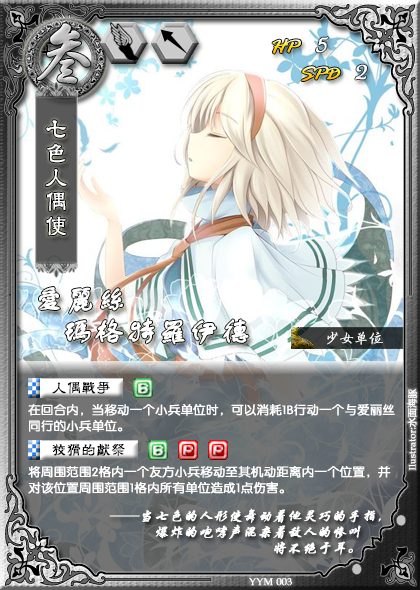 叁
HP 5
SPD 2
七色人偶使
愛麗絲
瑪格特羅伊德
少女单位
人偶戰爭 B
在回合内，当移动一个小兵单位时，可以消耗1B行动一个与爱丽丝
同行的小兵单位。
狡猾的獻祭 B P P
将周围范围2格内一个友方小兵移动至其机动距离内一个位置，并
对该位置周围范围1格内所有单位造成1点伤害。
——当七色的人形使舞动着他灵巧的手指，
爆炸的咆哮声混杂着敌人的惨叫
将不绝于耳。
YYM 003